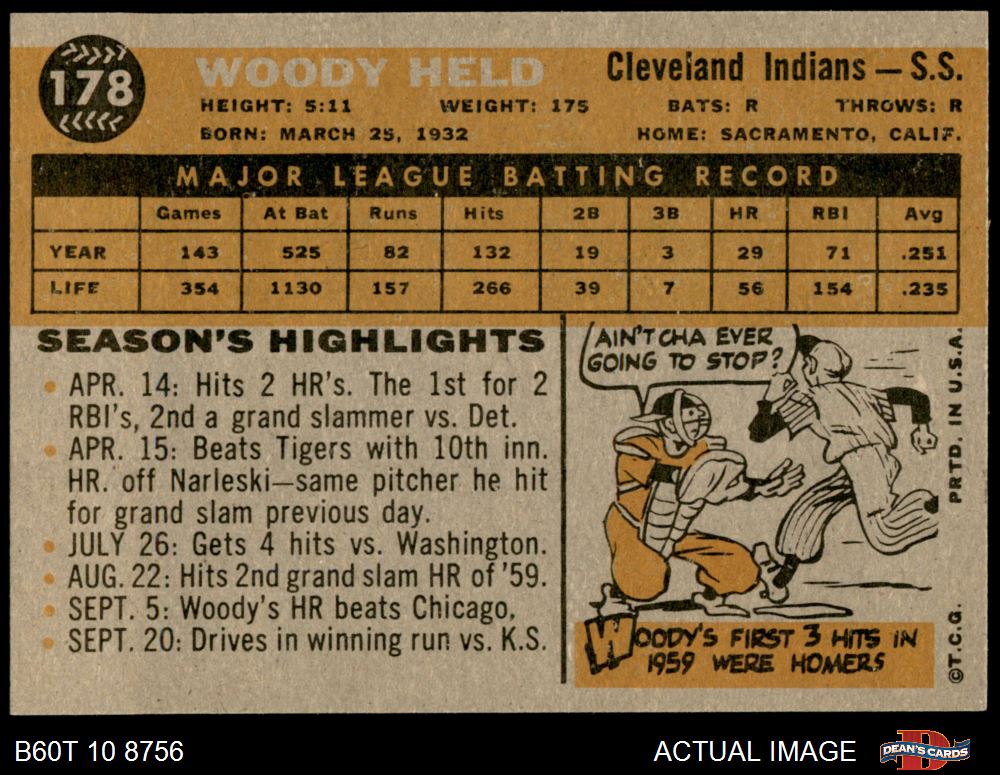 178
WOODY HELD
Cleveland Indians — S.S.
HEIGHT: 5:11 WEIGHT: 175 BATS: R THROWS: R
BORN: MARCH 25, 1932 HOME: SACRAMENTO, CALIF.
MAJOR LEAGUE BATTING RECORD
Games At Bat Runs Hits 2B 3B HR RBI Avg
YEAR 143 525 82 132 19 3 29 71 .251
LIFE 354 1130 157 266 39 7 56 154 .235
SEASON'S HIGHLIGHTS
• APR. 14: Hits 2 HR's. The 1st for 2
RBI's, 2nd a grand slammer vs. Det.
• APR. 15: Beats Tigers with 10th inn.
HR. off Narleski—same pitcher he hit
for grand slam previous day.
• JULY 26: Gets 4 hits vs. Washington.
• AUG. 22: Hits 2nd grand slam HR of '59.
• SEPT. 5: Woody's HR beats Chicago.
• SEPT. 20: Drives in winning run vs. K.S.
AIN'T CHA EVER
GOING TO STOP?
WOODY'S FIRST 3 HITS IN
1959 WERE HOMERS
PRTD. IN U.S.A.
©T.C.G.
B60T 10 8756
ACTUAL IMAGE
DEAN'S CARDS